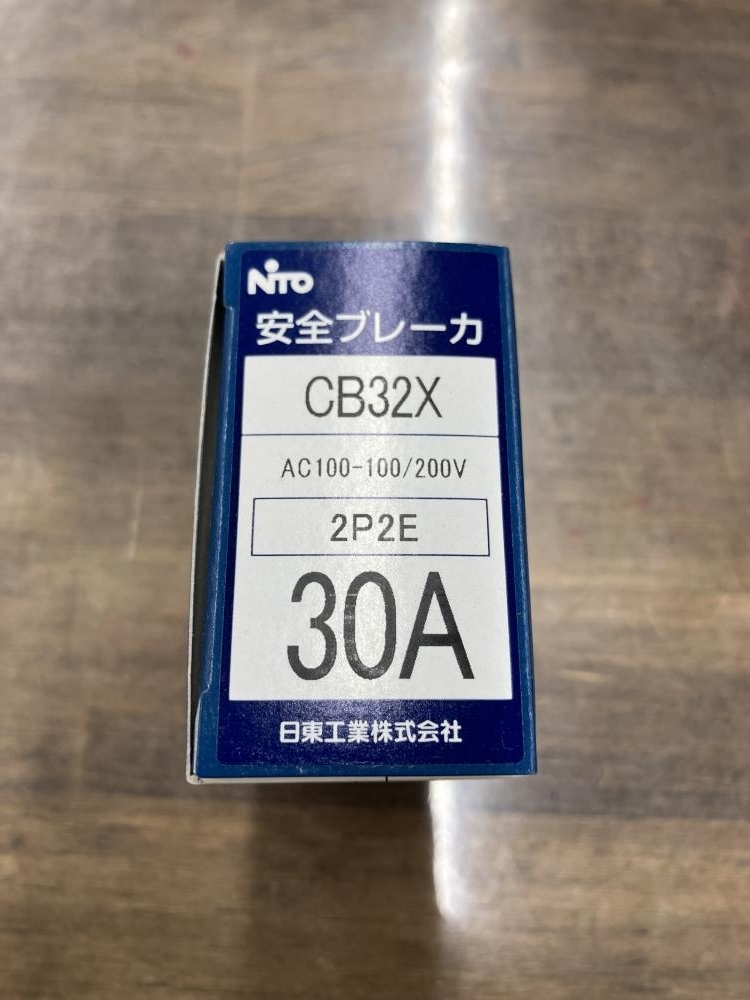 NiTO
安全ブレーカ
CB32X
AC100-100/200V
2P2E
30A
日東工業株式会社